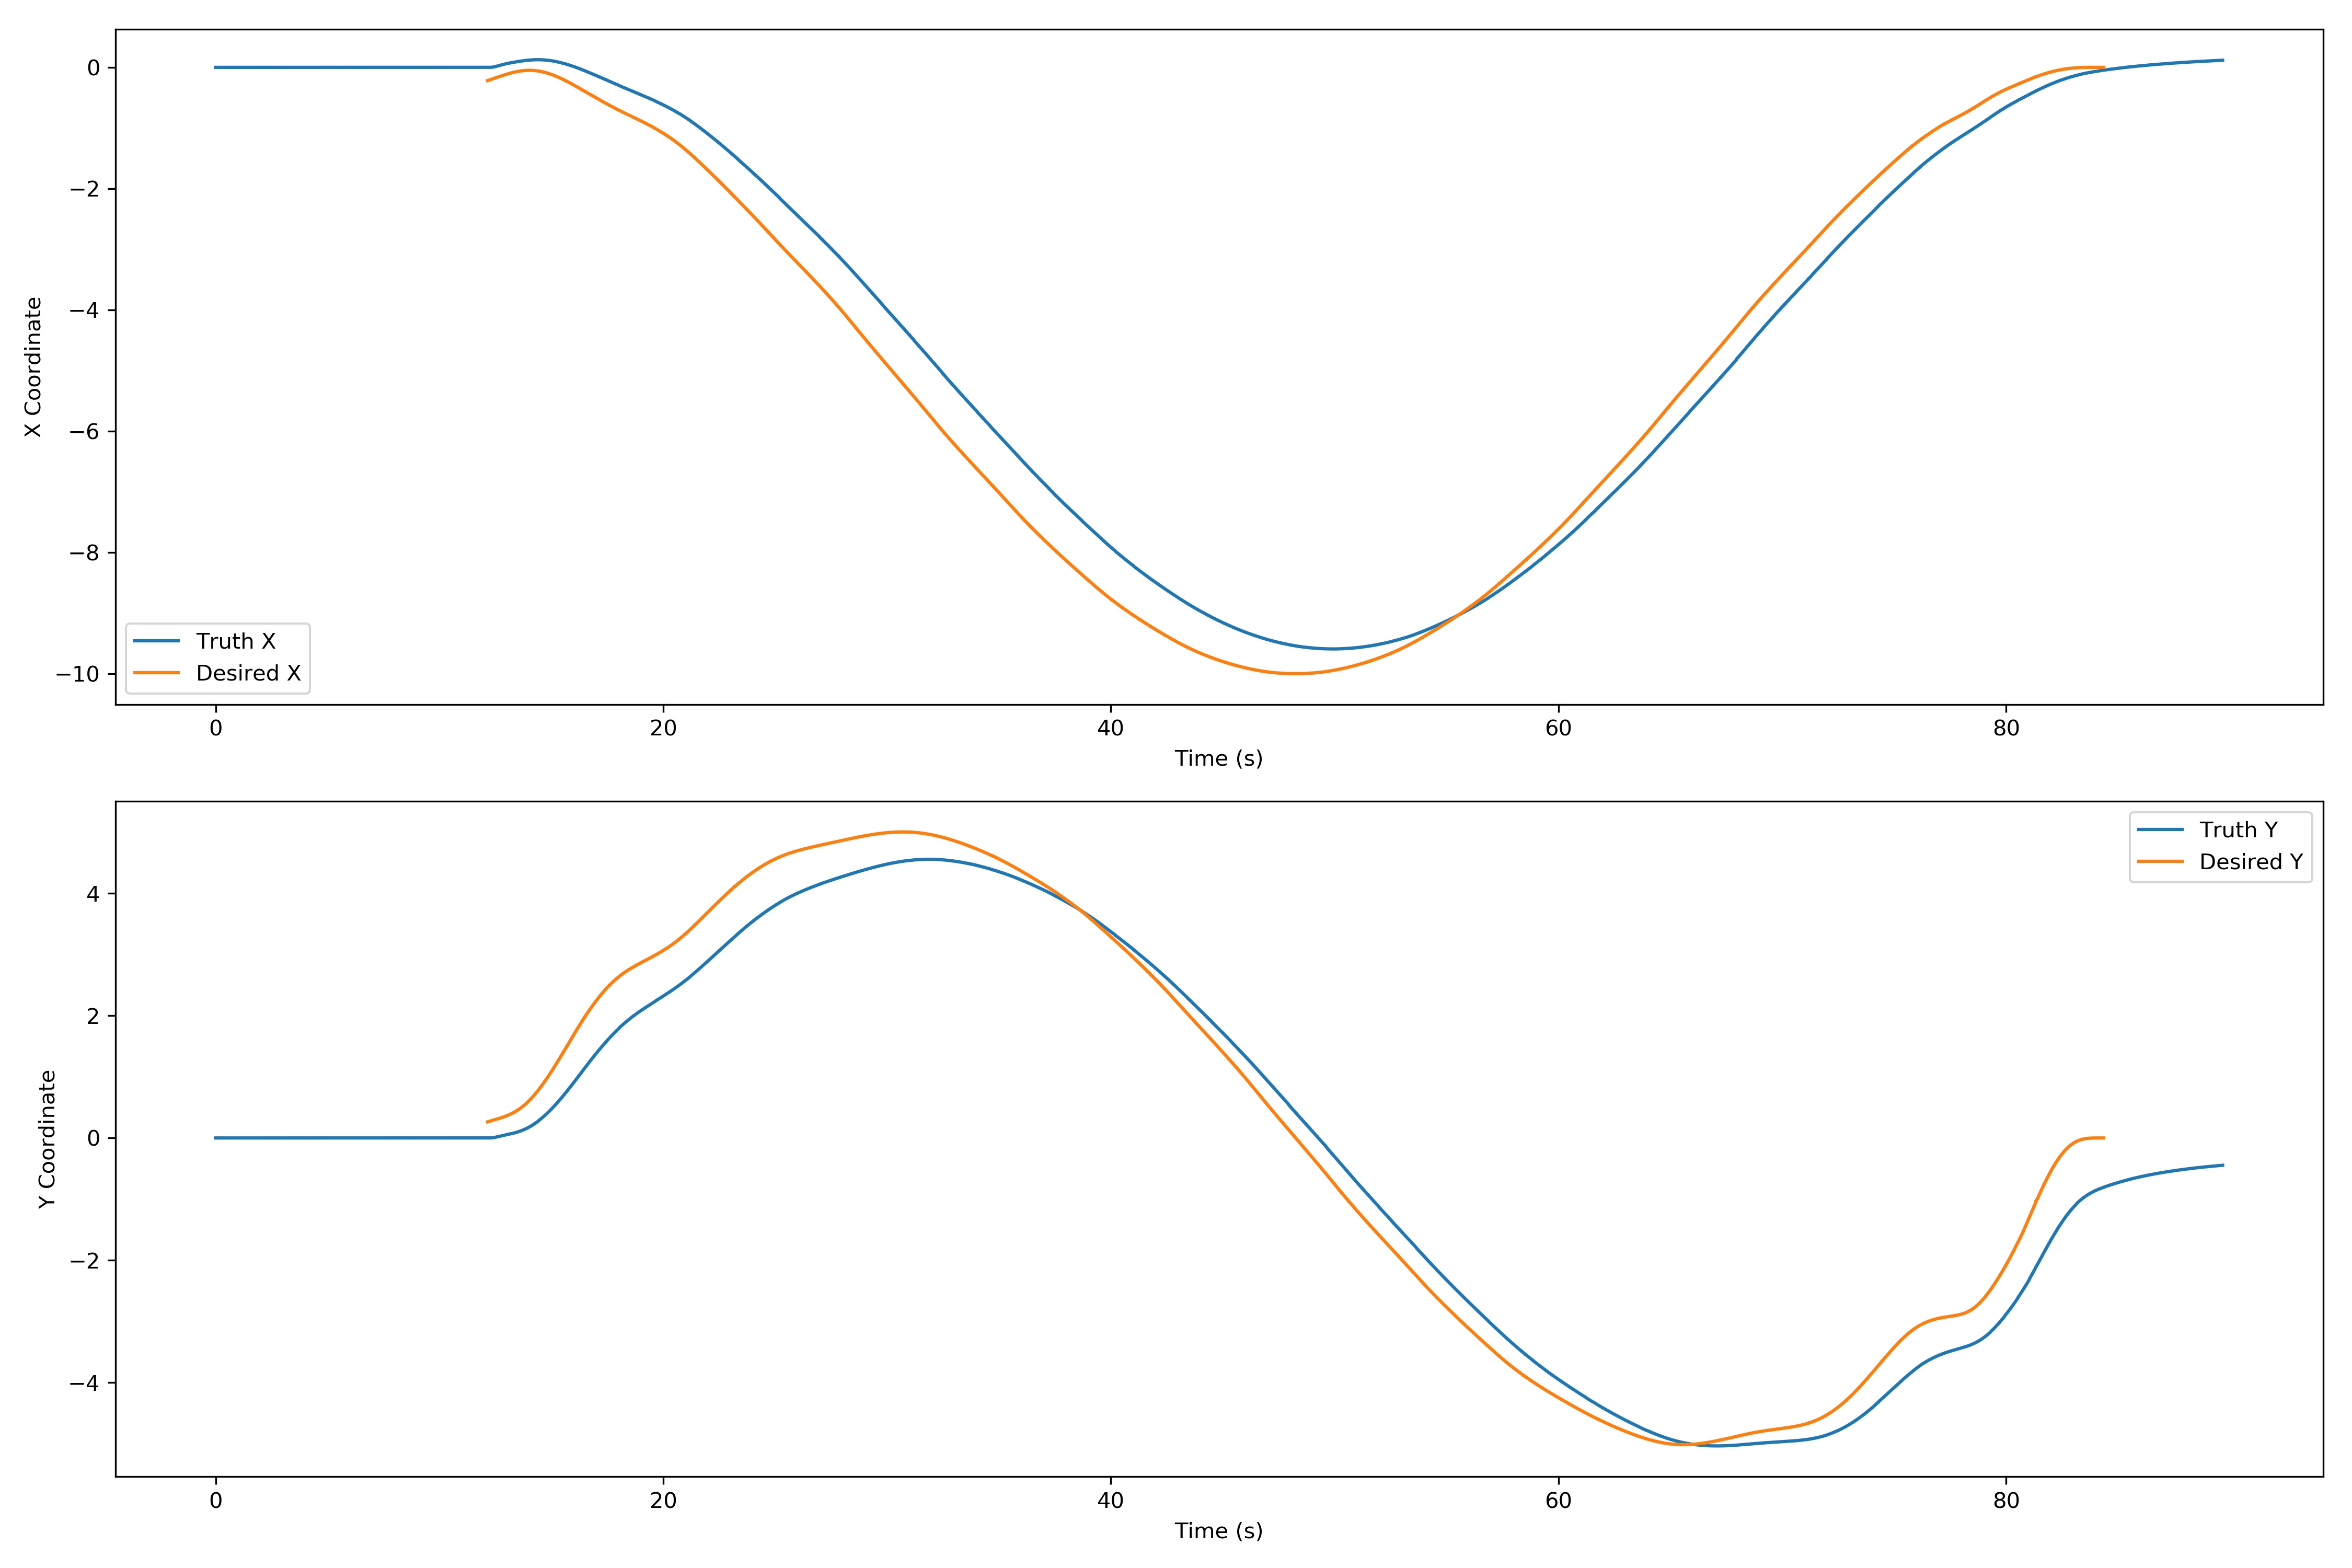 0
−2
−4
−6
−8
−10
X Coordinate
Truth X
Desired X
0 20 40 60 80
Time (s)
4
2
0
−2
−4
Y Coordinate
Truth Y
Desired Y
0 20 40 60 80
Time (s)